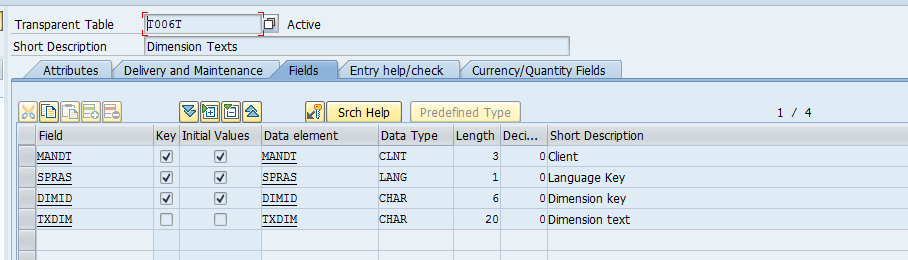 Transparent Table T006T Active
Short Description Dimension Texts
Attributes Delivery and Maintenance Fields Entry help/check Currency/Quantity Fields
Srch Help Predefined Type 1 / 4
Field Key Initial Values Data element Data Type Length Deci... Short Description
MANDT MANDT CLNT 3 0 Client
SPRAS SPRAS LANG 1 0 Language Key
DIMID DIMID CHAR 6 0 Dimension key
TXDIM TXDIM CHAR 20 0 Dimension text